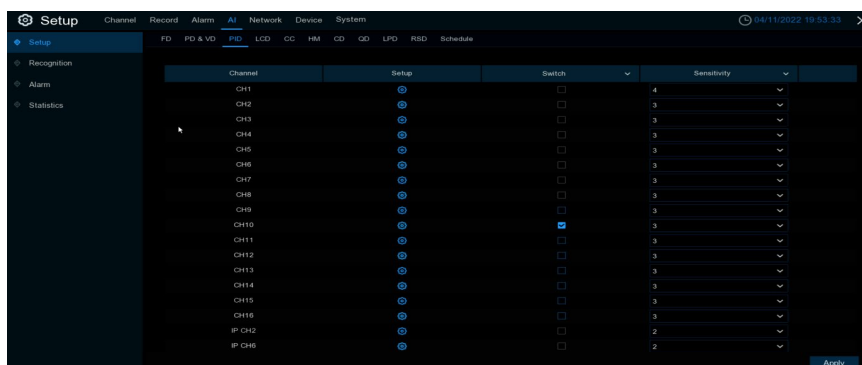 Setup Channel Record Alarm AI Network Device System 04/11/2022 19:53:33
Setup FD PD & VD PID LCD CC HM CD QD LPD RSD Schedule
Recognition
Alarm
Statistics
Channel Setup Switch Sensitivity
CH1 4
CH2 3
CH3 3
CH4 3
CH5 3
CH6 3
CH7 3
CH8 3
CH9 3
CH10 3
CH11 3
CH12 3
CH13 3
CH14 3
CH15 3
CH16 3
IP CH2 2
IP CH6 2
Apply